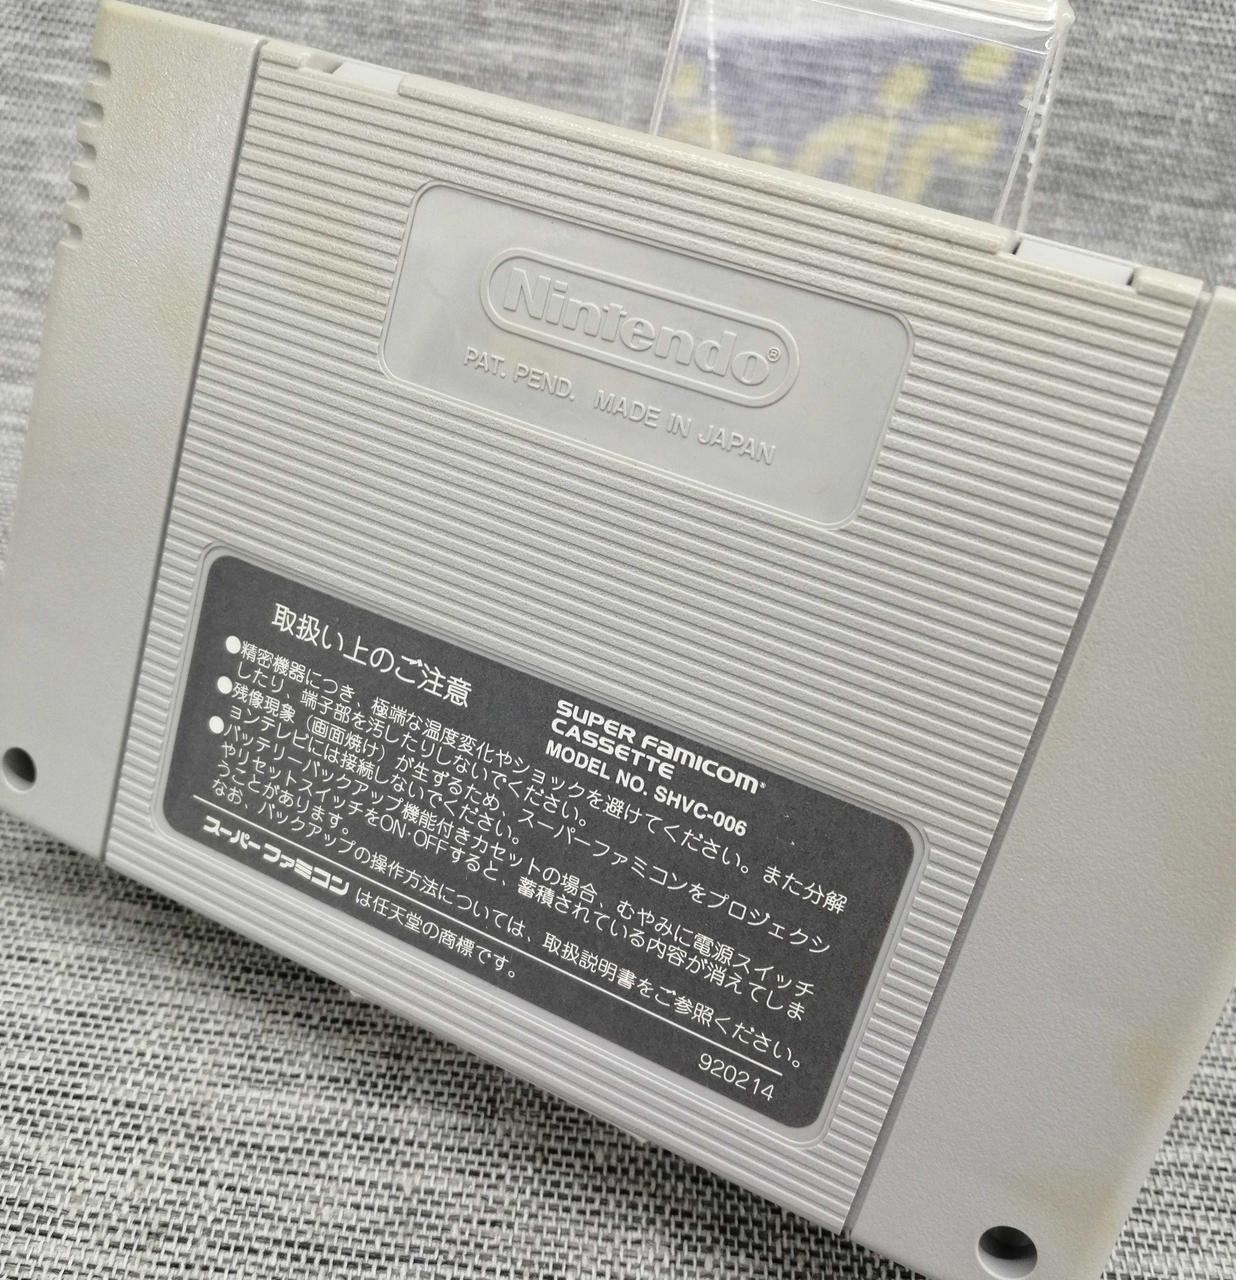 Nintendo®
PAT. PEND. MADE IN JAPAN
取扱い上のご注意
SUPER FAMICOM®
CASSETTE
MODEL NO. SHVC-006
●精密機器につき、極端な温度変化やショックを避けてください。また分解
したり、端子部を汚したりしないでください。
●残像現象（画面焼け）が生ずるため、スーパーファミコンをプロジェクシ
ョンテレビには接続しないでください。
●バッテリーバックアップ機能付きカセットの場合、むやみに電源スイッチ
やリセットスイッチをON·OFFすると、蓄積されている内容が消えてしま
うことがあります。
なお、バックアップの操作方法については、取扱説明書をご参照ください。
スーパーファミコンは任天堂の商標です。
920214